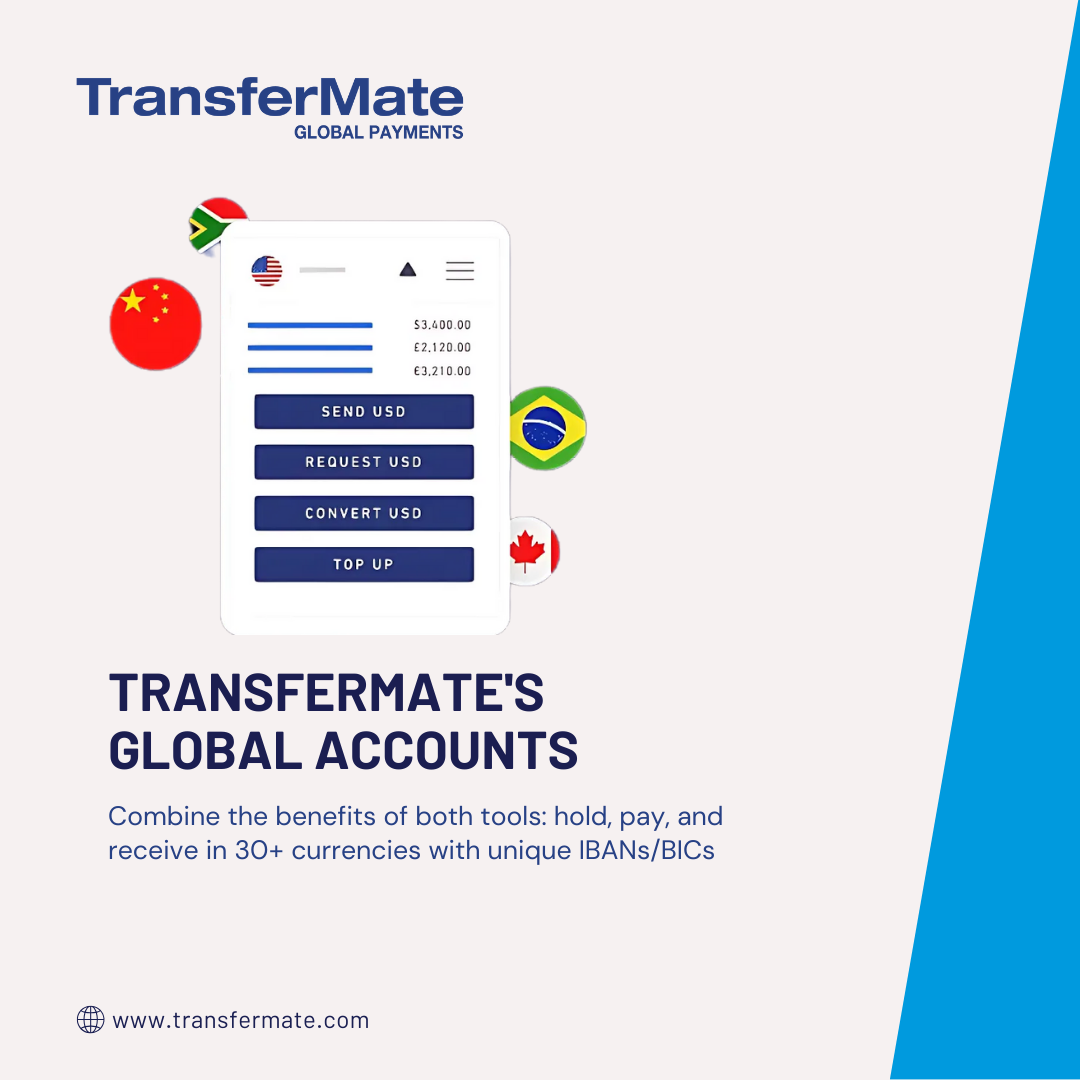 TransferMate
GLOBAL PAYMENTS
$3,400.00
£2,120.00
£3,210.00
SEND USD
REQUEST USD
CONVERT USD
TOP UP
TRANSFERMATE'S
GLOBAL ACCOUNTS
Combine the benefits of both tools: hold, pay, and
receive in 30+ currencies with unique IBANs/BICs
www.transfermate.com